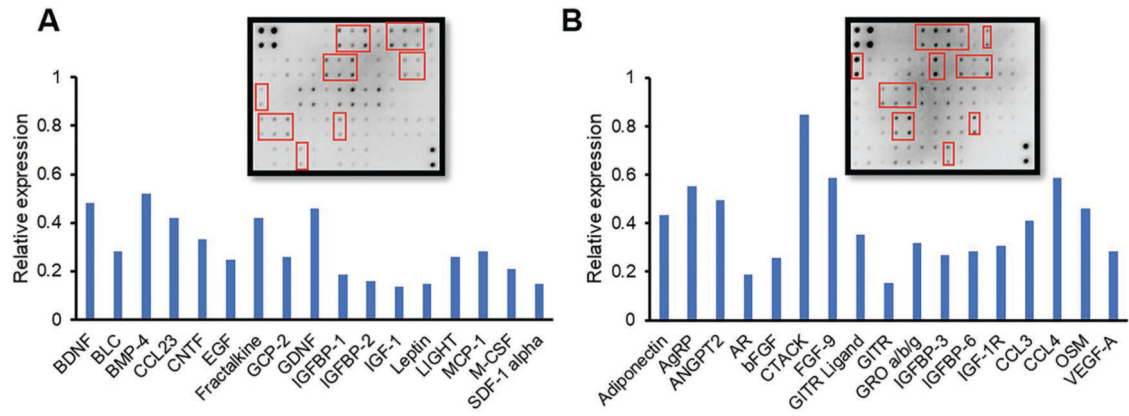 A
Relative expression
1
0.8
0.6
0.4
0.2
0
BDNF
BLC
BMP-4
CCL23
CNTF
EGF
Fractalkine
GCP-2
GDNF
IGFBP-1
IGFBP-2
IGF-1
Leptin
LIGHT
MCP-1
M-CSF
SDF-1 alpha
B
Relative expression
1
0.8
0.6
0.4
0.2
0
Adiponectin
AgRP
ANGPT2
AR
bFGF
CTACK
FGF-9
GITR Ligand
GITR
GRO a/b/g
IGFBP-3
IGFBP-6
IGF-1R
CCL3
CCL4
OSM
VEGF-A